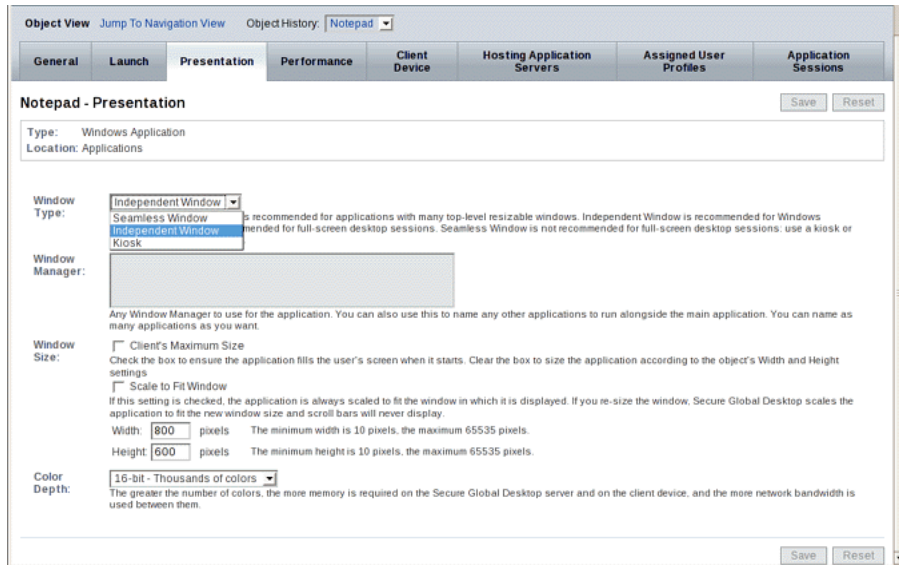 Object View Jump To Navigation View Object History: Notepad
General Launch Presentation Performance Client Device Hosting Application Servers Assigned User Profiles Application Sessions
Notepad - Presentation Save Reset
Type: Windows Application
Location: Applications
Window Type: Independent Window
Seamless Window
Independent Window
Kiosk
s recommended for applications with many top-level resizable windows. Independent Window is recommended for Windows
mended for full-screen desktop sessions. Seamless Window is not recommended for full-screen desktop sessions: use a kiosk or
Window Manager:
Any Window Manager to use for the application. You can also use this to name any other applications to run alongside the main application. You can name as
many applications as you want.
Window Size: Client's Maximum Size
Check the box to ensure the application fills the user's screen when it starts. Clear the box to size the application according to the object's Width and Height
settings
Scale to Fit Window
If this setting is checked, the application is always scaled to fit the window in which it is displayed. If you re-size the window, Secure Global Desktop scales the
application to fit the new window size and scroll bars will never display.
Width: 800 pixels The minimum width is 10 pixels, the maximum 65535 pixels.
Height: 600 pixels The minimum height is 10 pixels, the maximum 65535 pixels.
Color Depth: 16-bit - Thousands of colors
The greater the number of colors, the more memory is required on the Secure Global Desktop server and on the client device, and the more network bandwidth is
used between them.
Save Reset